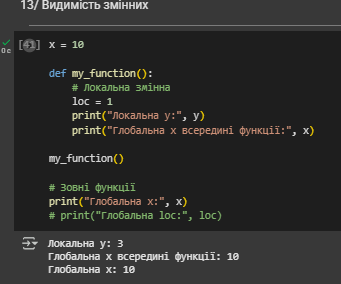 13/ Видимість змінних
[41] x = 10
def my_function():
# Локальна змінна
loc = 1
print("Локальна y:", y)
print("Глобальна x всередині функції:", x)
my_function()
# Зовні функції
print("Глобальна x:", x)
# print("Глобальна loc:", loc)
0 с
Локальна y: 3
Глобальна x всередині функції: 10
Глобальна x: 10